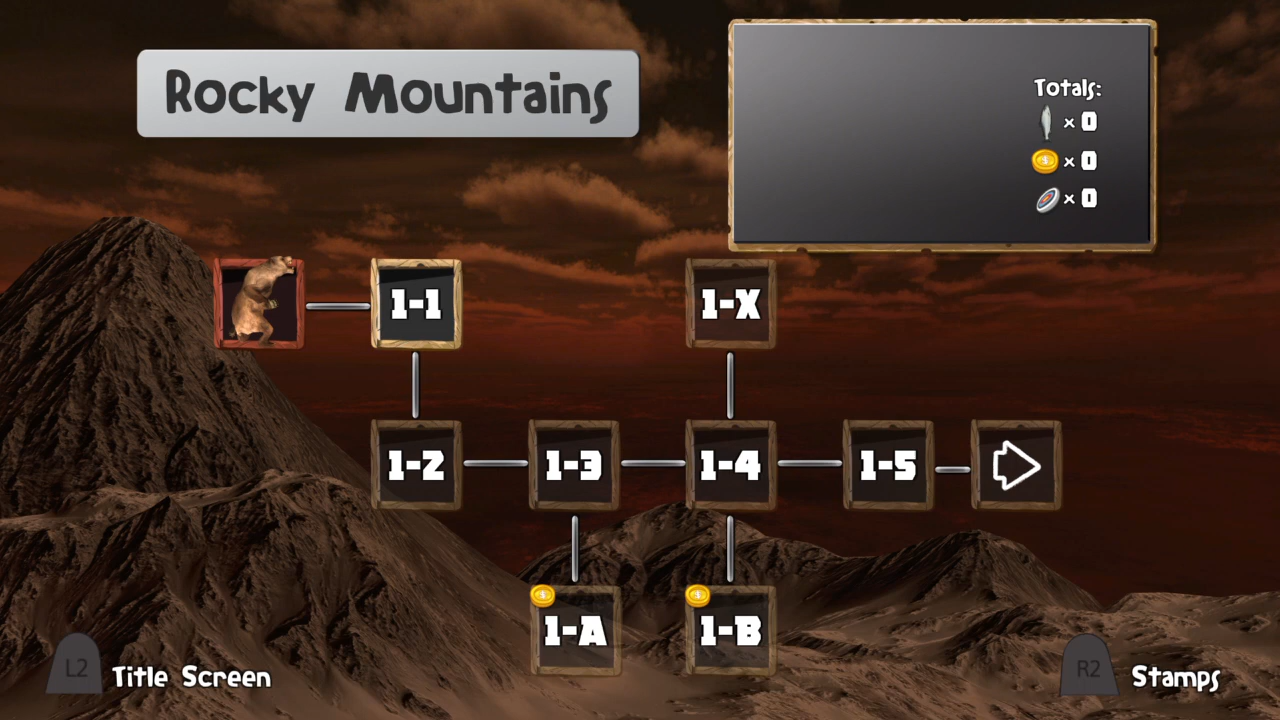 Rocky Mountains
Totals:
× 0
× 0
× 0
1-1
1-X
1-2
1-3
1-4
1-5
1-A
1-B
L2 Title Screen
R2 Stamps